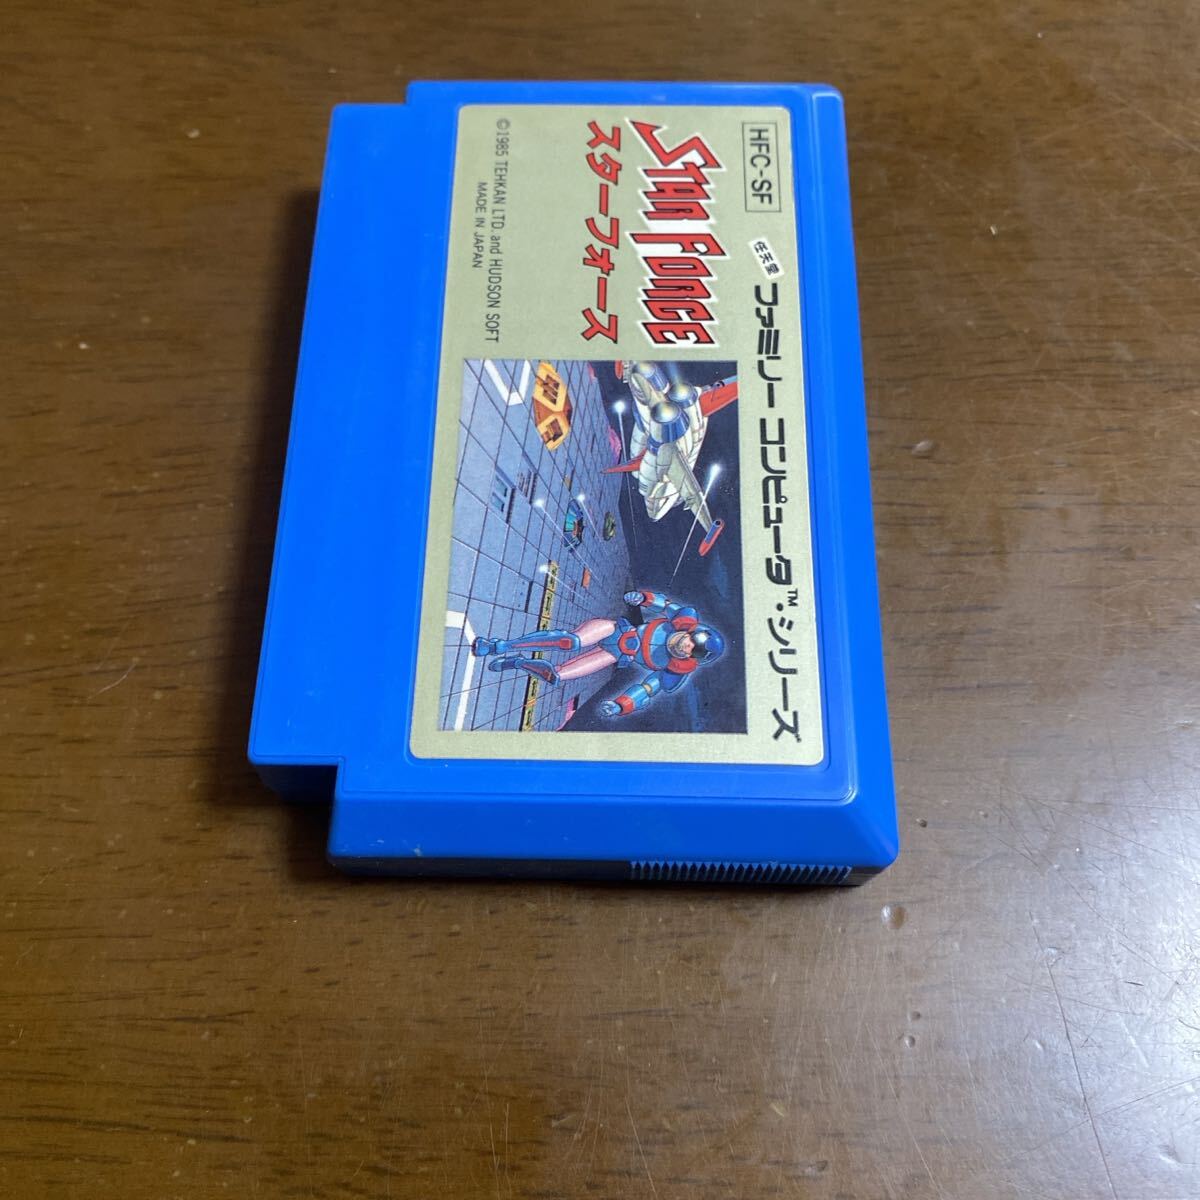 HFC-SF
任天堂 ファミリー コンピュータ™・シリーズ
STAR FORCE
スターフォース
©1985 TEHKAN LTD. and HUDSON SOFT
MADE IN JAPAN